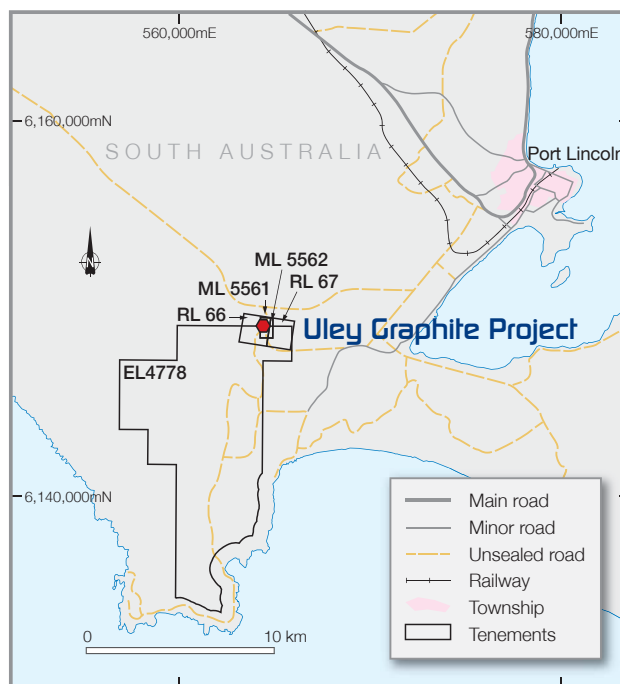 560,000mE
580,000mE
6,160,000mN
SOUTH AUSTRALIA
Port Lincoln
ML 5562
ML 5561
RL 67
RL 66
Uley Graphite Project
EL4778
6,140,000mN
Main road
Minor road
Unsealed road
Railway
Township
Tenements
0
10 km